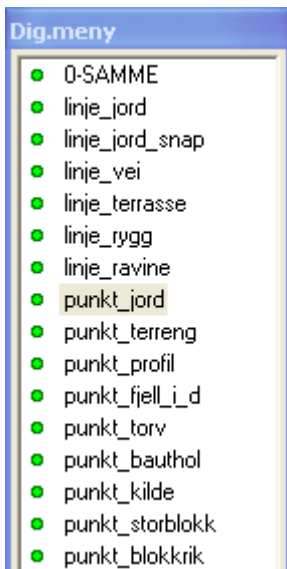 Dig.meny
0-SAMME
linje_jord
linje_jord_snap
linje_vei
linje_terrasse
linje_rygg
linje_ravine
punkt_jord
punkt_terreng
punkt_profil
punkt_fjell_i_d
punkt_torv
punkt_bauthol
punkt_kilde
punkt_storblokk
punkt_blokkrik